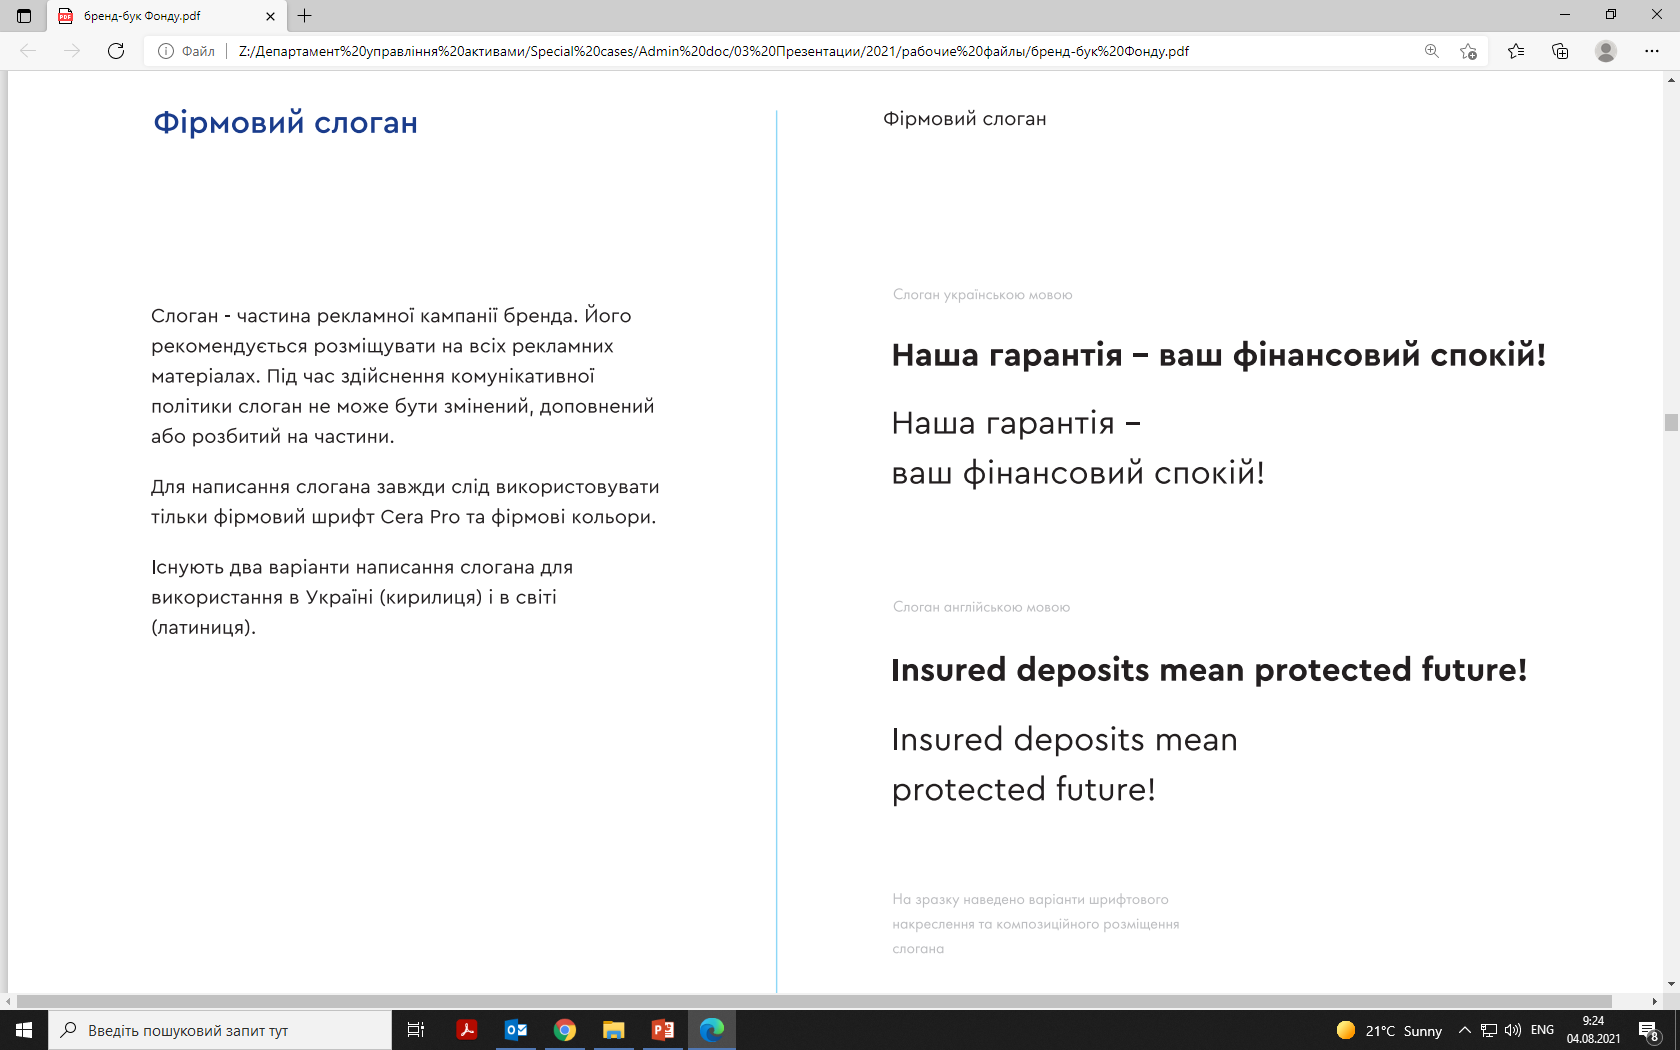 бренд-бук Фонду.pdf
Файл
Z:/Департамент%20управління%20активами/Special%20cases/Admin%20doc/03%20Презентации/2021/рабочие%20файлы/бренд-бук%20Фонду.pdf
Фірмовий слоган
Слоган - частина рекламної кампанії бренда. Його
рекомендується розміщувати на всіх рекламних
матеріалах. Під час здійснення комунікативної
політики слоган не може бути змінений, доповнений
або розбитий на частини.
Для написання слогана завжди слід використовувати
тільки фірмовий шрифт Cera Pro та фірмові кольори.
Існують два варіанти написання слогана для
використання в Україні (кирилиця) і в світі
(латиниця).
Фірмовий слоган
Слоган українською мовою
Наша гарантія – ваш фінансовий спокій!
Наша гарантія –
ваш фінансовий спокій!
Слоган англійською мовою
Insured deposits mean protected future!
Insured deposits mean
protected future!
На зразку наведено варіанти шрифтового
накреслення та композиційного розміщення
слогана
Введіть пошуковий запит тут
21°C Sunny
ENG
9:24
04.08.2021
8